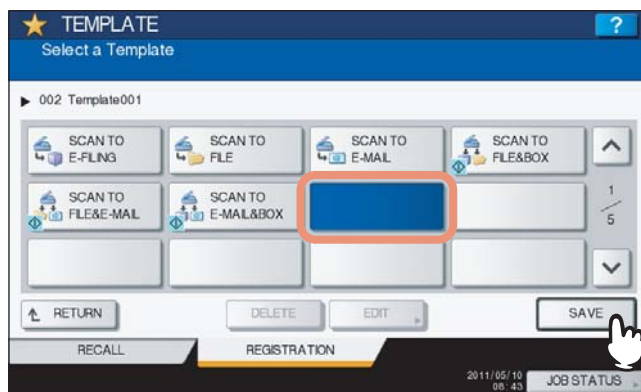 TEMPLATE
?
Select a Template
002 Template001
SCAN TO
E-FILING
SCAN TO
FILE
SCAN TO
E-MAIL
SCAN TO
FILE&BOX
SCAN TO
FILE&E-MAIL
SCAN TO
E-MAIL&BOX
1
5
RETURN
DELETE
EDIT
SAVE
RECALL
REGISTRATION
2011/05/10
08:43
JOB STATUS